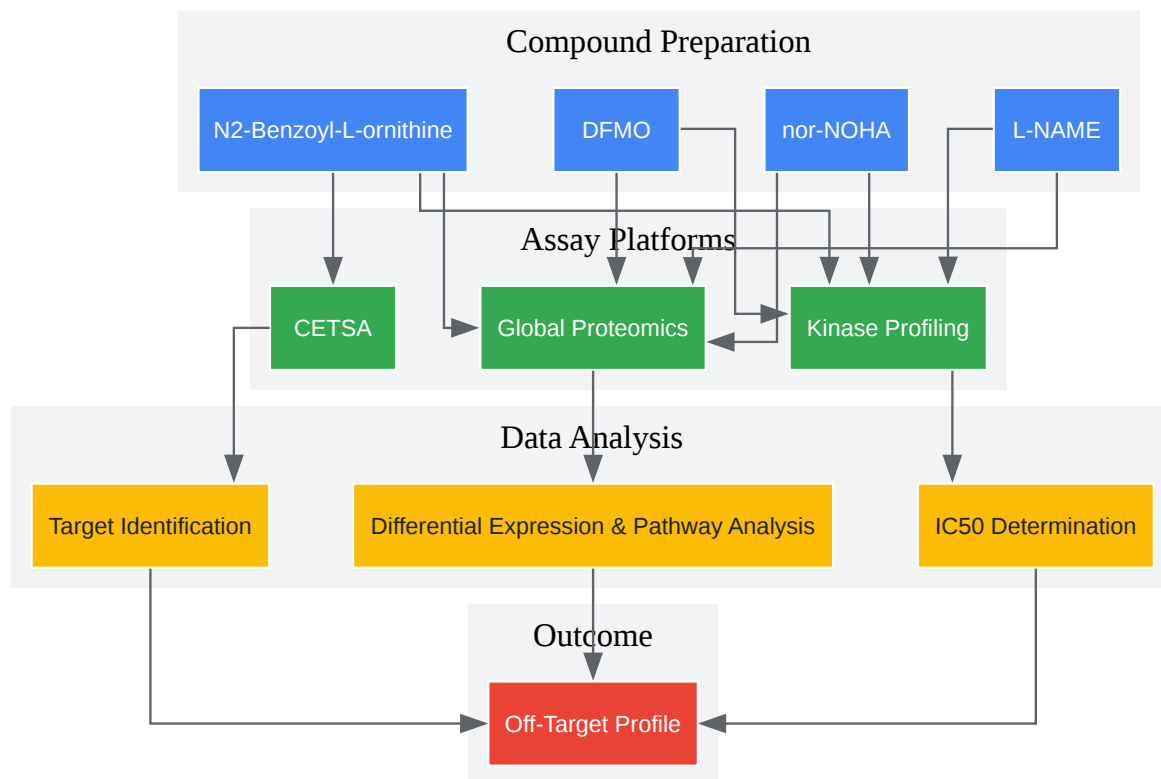 Compound Preparation
N2-Benzoyl-L-ornithine
DFMO
nor-NOHA
L-NAME
Assay Platforms
CETSA
Global Proteomics
Kinase Profiling
Data Analysis
Target Identification
Differential Expression & Pathway Analysis
IC50 Determination
Outcome
Off-Target Profile